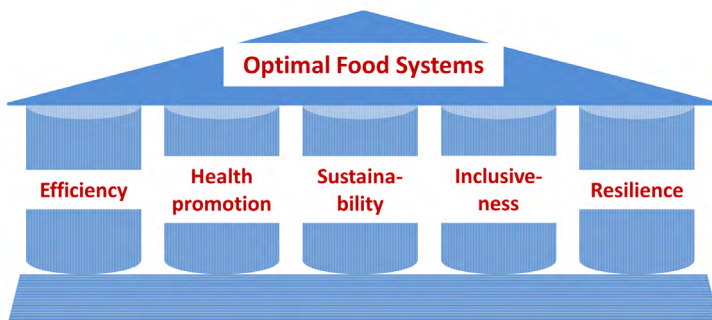 Optimal Food Systems
Efficiency
Health
promotion
Sustaina-
bility
Inclusive-
ness
Resilience